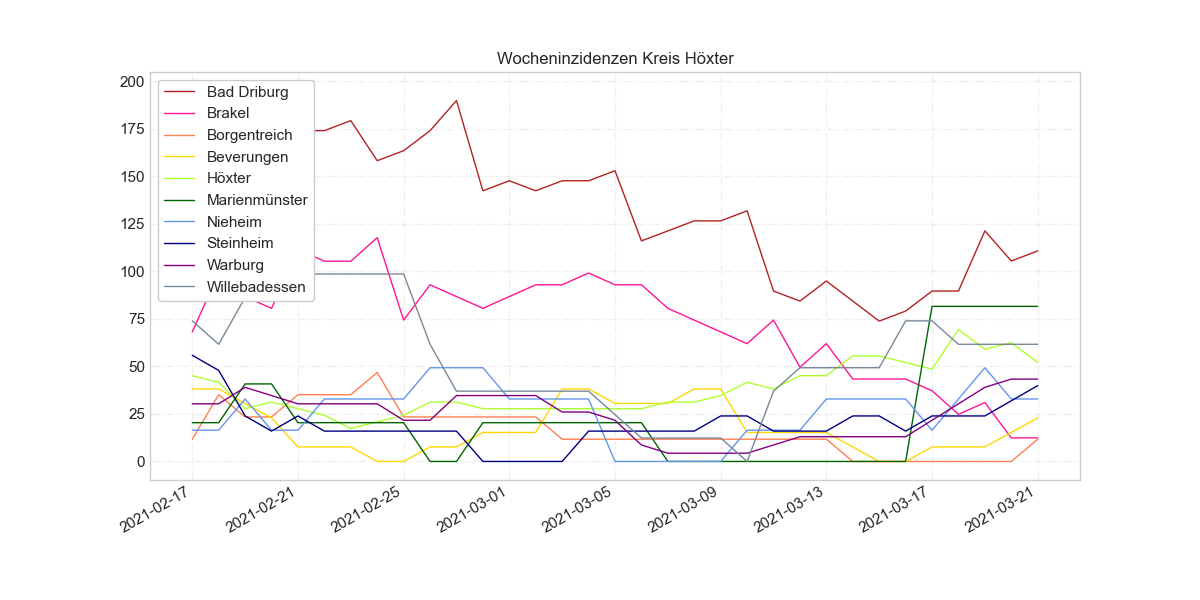 Wocheninzidenzen Kreis Höxter
200
175
150
125
100
75
50
25
0
Bad Driburg
Brakel
Borgentreich
Beverungen
Höxter
Marienmünster
Nieheim
Steinheim
Warburg
Willebadessen
2021-02-17
2021-02-21
2021-02-25
2021-03-01
2021-03-05
2021-03-09
2021-03-13
2021-03-17
2021-03-21